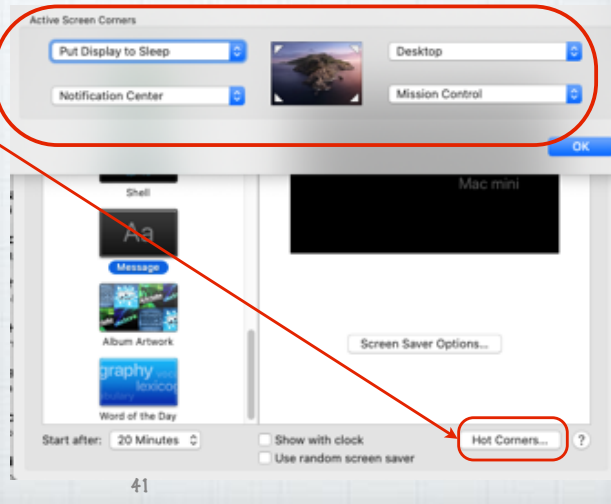 Active Screen Corners
Put Display to Sleep
Desktop
Notification Center
Mission Control
OK
Mac mini
Shell
Aa
Message
Album Artwork
Screen Saver Options...
graphy
lexico
Word of the Day
Start after: 20 Minutes
Show with clock
Hot Corners...
?
Use random screen saver
41